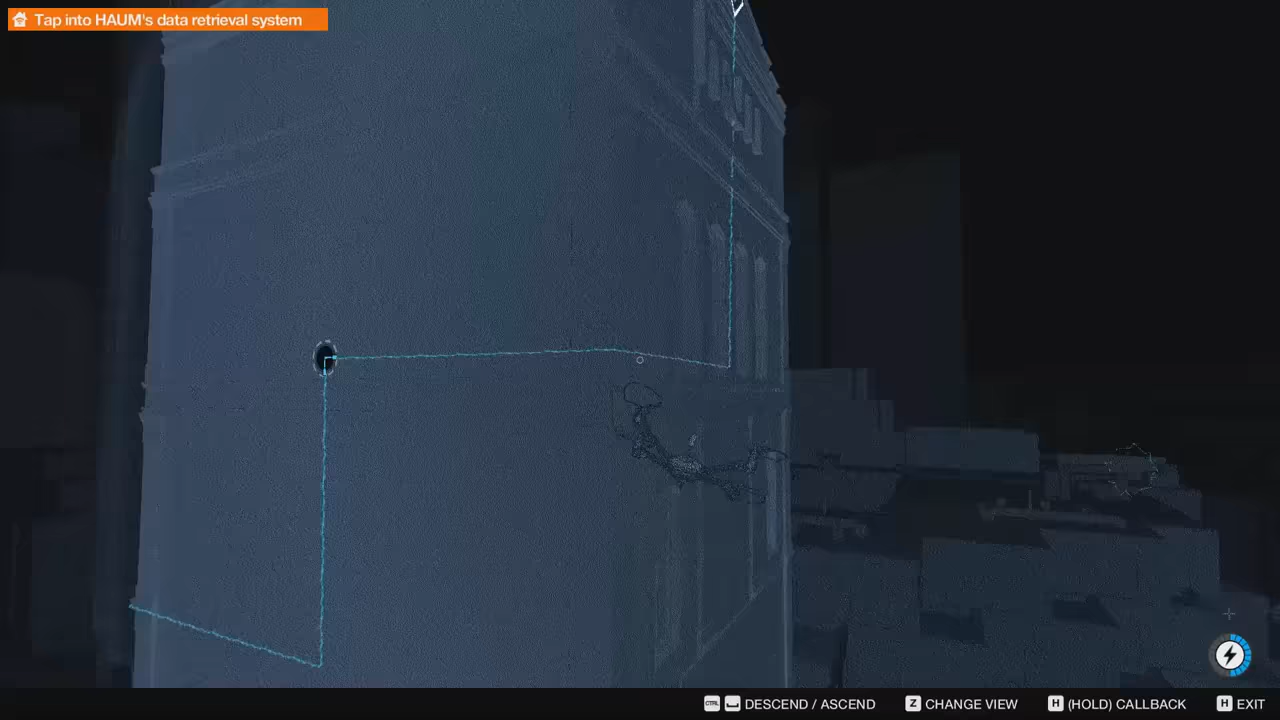 Tap into HAUM's data retrieval system
CTRL DESCEND / ASCEND Z CHANGE VIEW H (HOLD) CALLBACK H EXIT